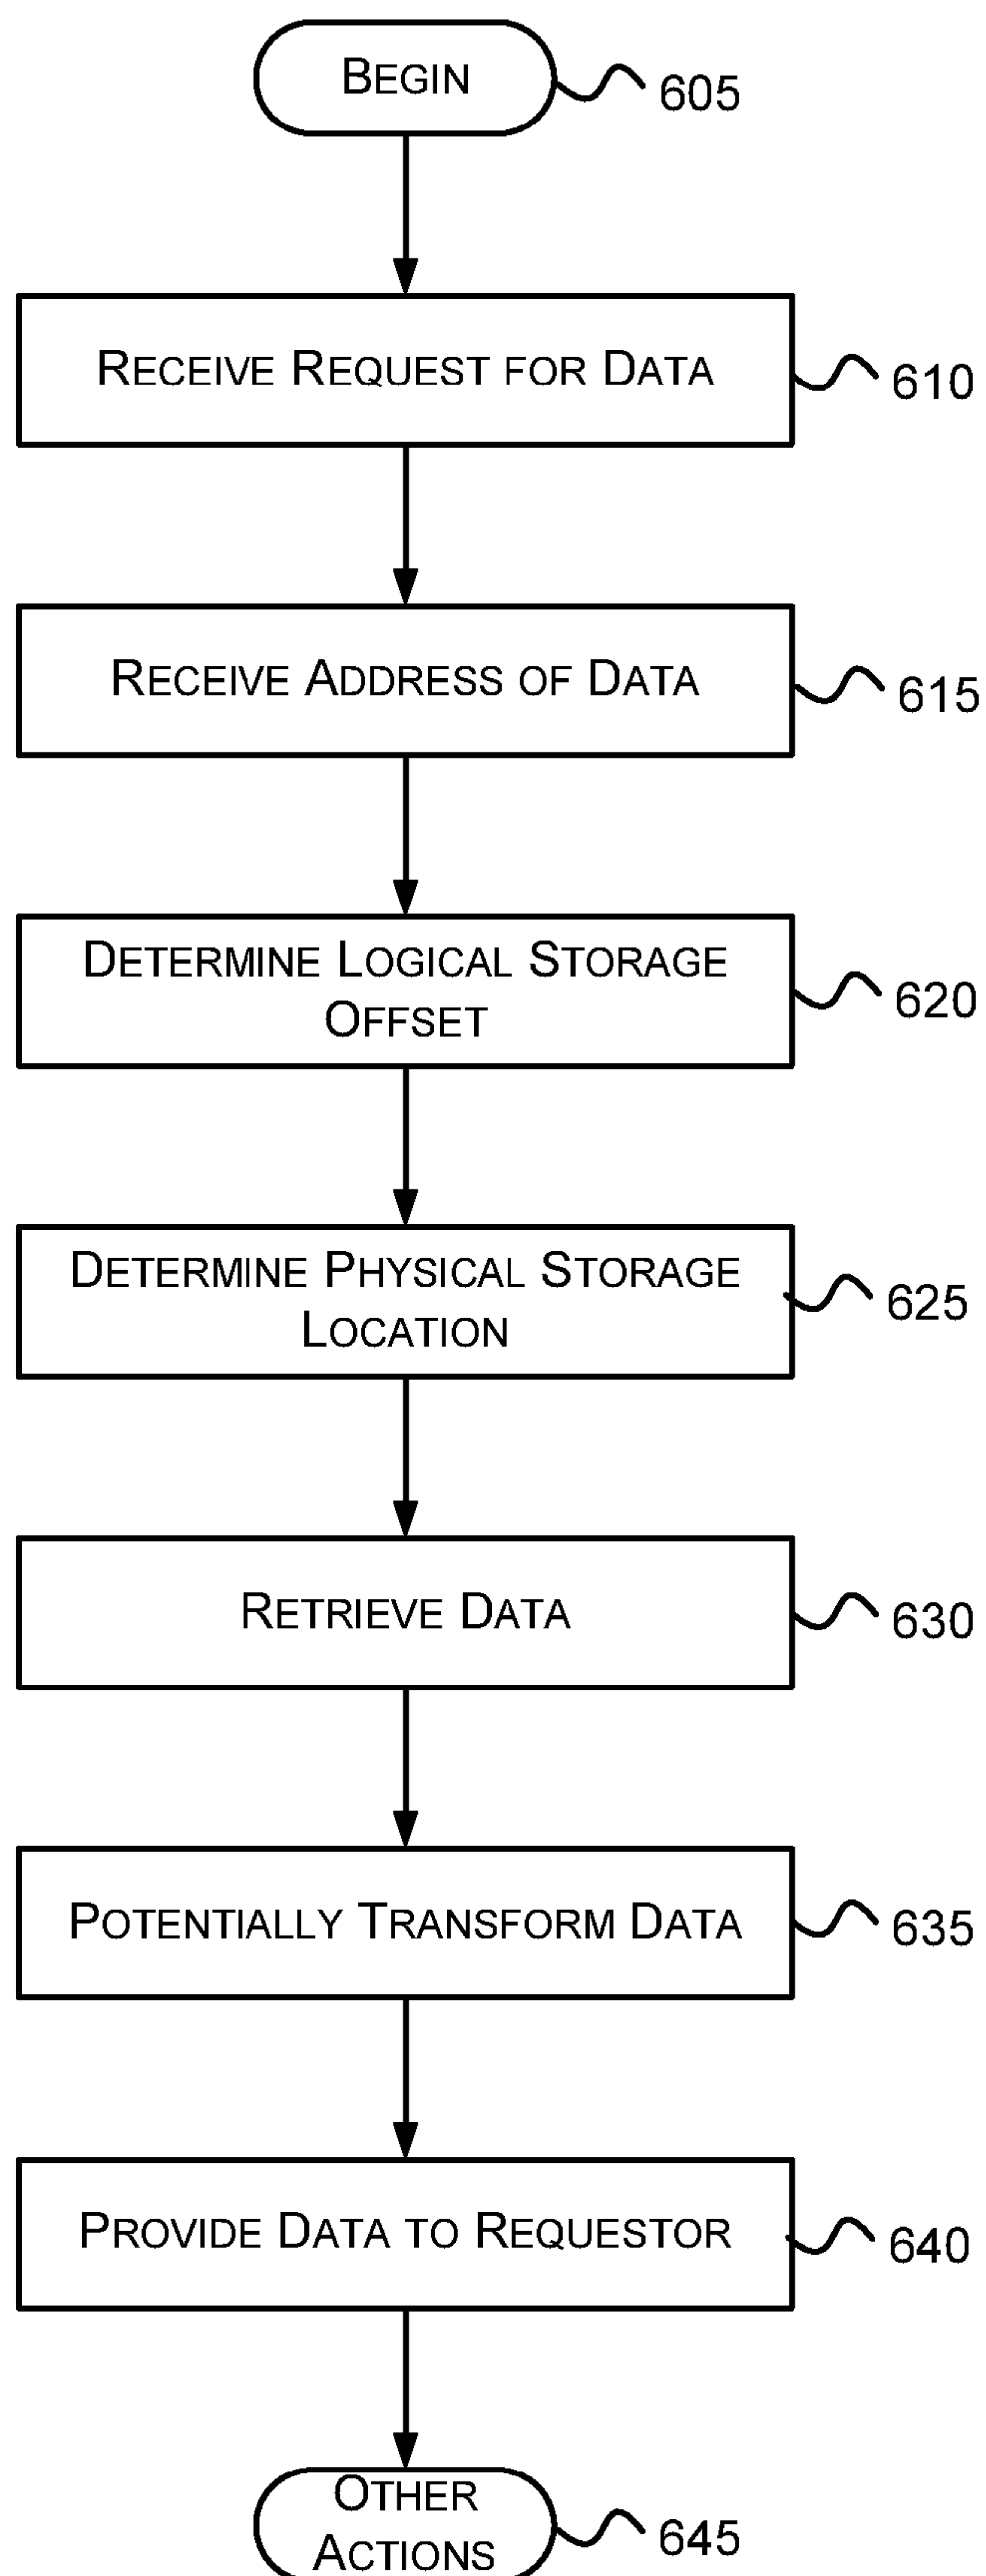 BEGIN
605
RECEIVE REQUEST FOR DATA
610
RECEIVE ADDRESS OF DATA
615
DETERMINE LOGICAL STORAGE
OFFSET
620
DETERMINE PHYSICAL STORAGE
LOCATION
625
RETRIEVE DATA
630
POTENTIALLY TRANSFORM DATA
635
PROVIDE DATA TO REQUESTOR
640
OTHER
ACTIONS
645